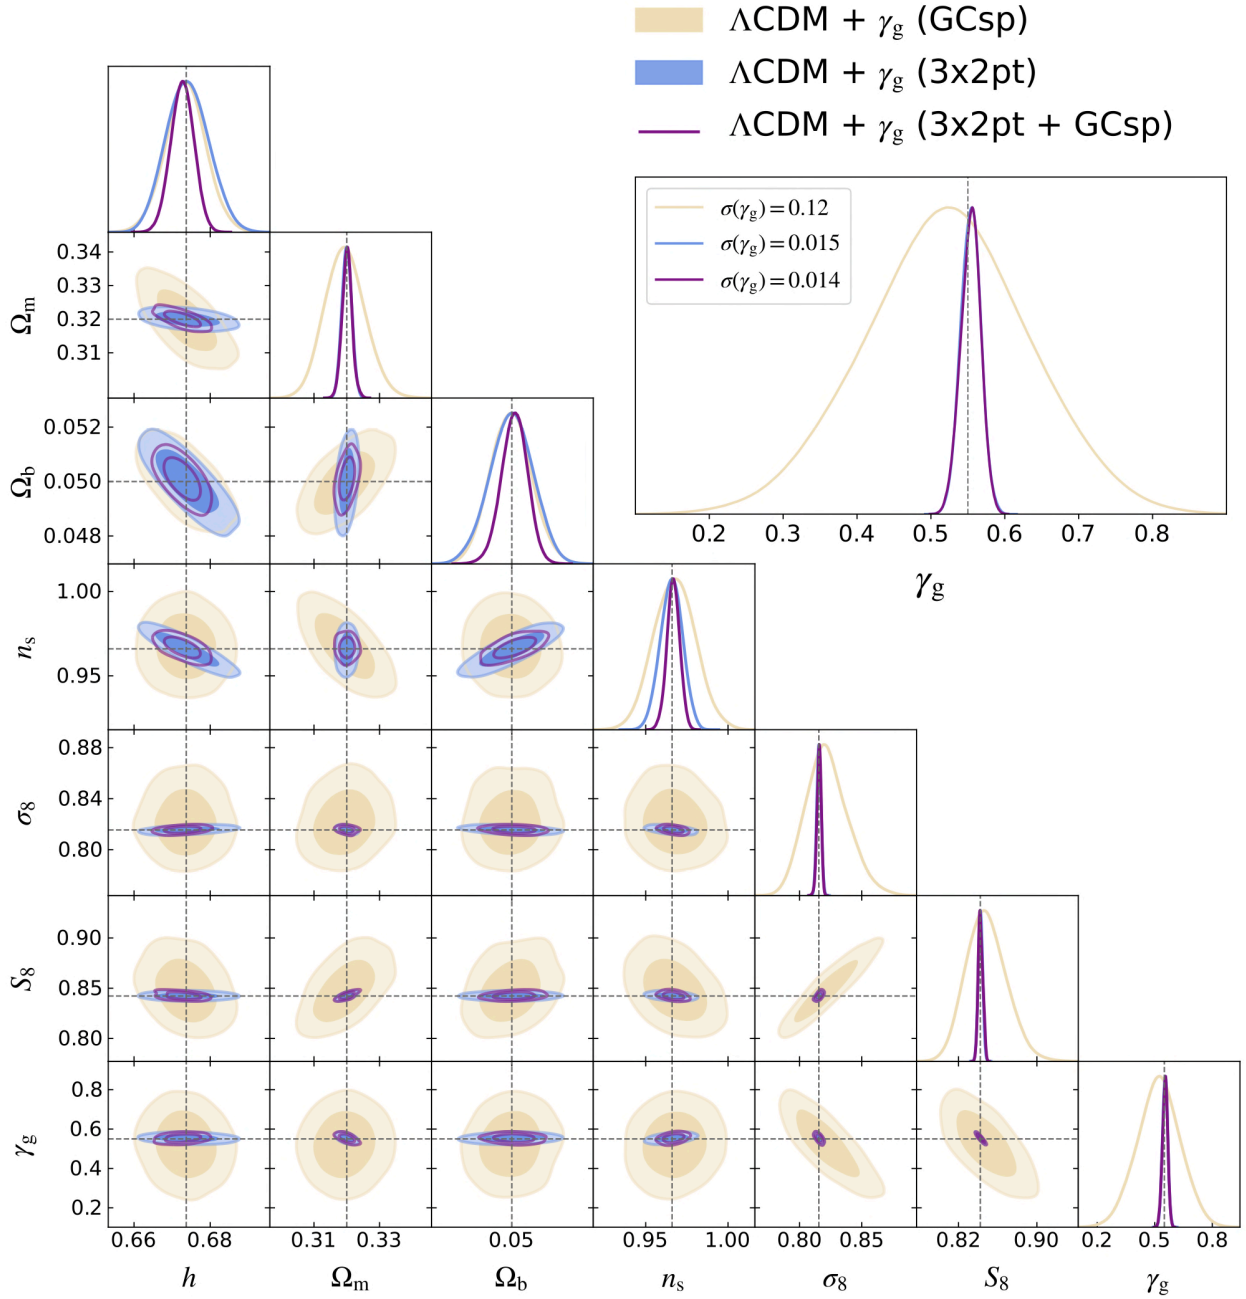 ΛCDM + γg (GCsp)
ΛCDM + γg (3x2pt)
ΛCDM + γg (3x2pt + GCsp)
σ(γg) = 0.12
σ(γg) = 0.015
σ(γg) = 0.014
0.2 0.3 0.4 0.5 0.6 0.7 0.8
γg
0.34
0.33
0.32
0.31
Ωm
0.052
0.050
0.048
Ωb
1.00
0.95
ns
0.88
0.84
0.80
σ8
0.90
0.85
0.80
S8
0.8
0.6
0.4
0.2
γg
0.66 0.68 0.31 0.33 0.05 0.95 1.00 0.80 0.85 0.82 0.90 0.2 0.5 0.8
h Ωm Ωb ns σ8 S8 γg